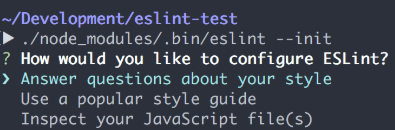 ~/Development/eslint-test
▶ ./node_modules/.bin/eslint --init
? How would you like to configure ESLint?
❯ Answer questions about your style
Use a popular style guide
Inspect your JavaScript file(s)